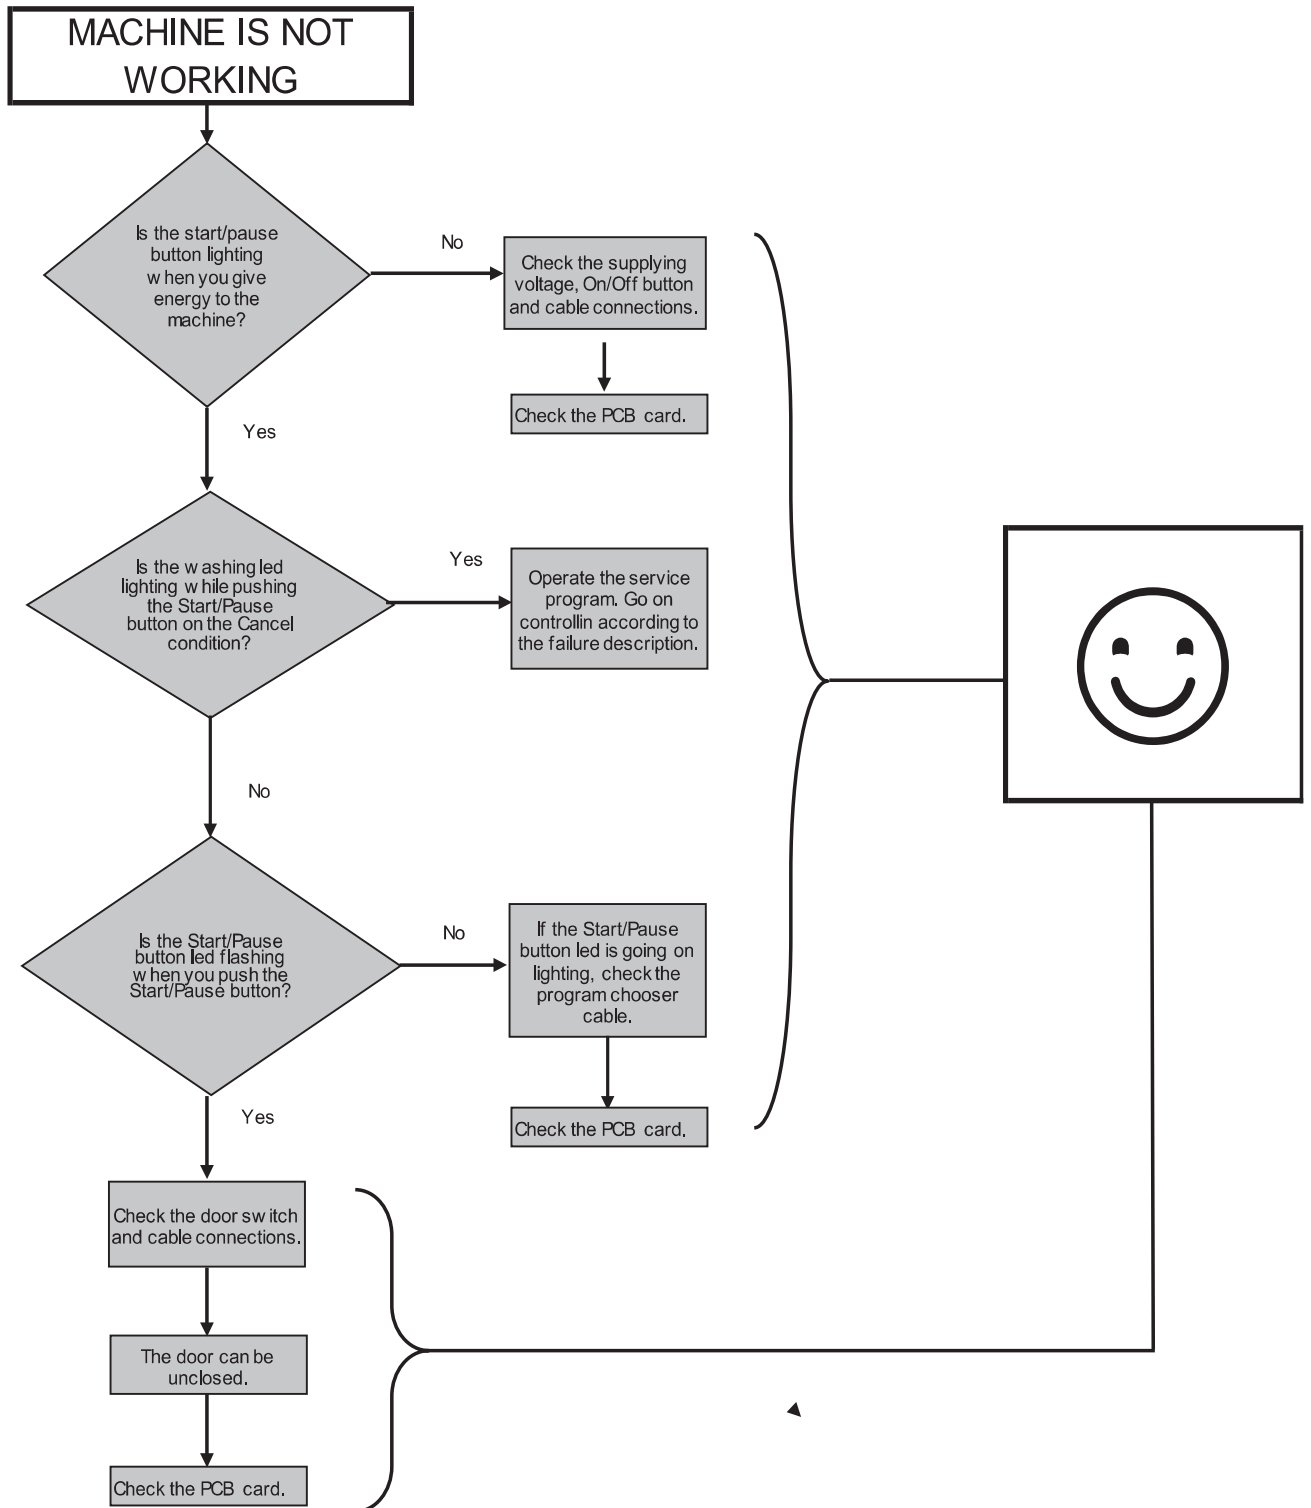 MACHINE IS NOT
WORKING
Is the start/pause
button lighting
when you give
energy to the
machine?
No
Check the supplying
voltage, On/Off button
and cable connections.
Check the PCB card.
Yes
Is the washing led
lighting while pushing
the Start/Pause
button on the Cancel
condition?
Yes
Operate the service
program. Go on
controllin according to
the failure description.
No
Is the Start/Pause
button led flashing
when you push the
Start/Pause button?
No
If the Start/Pause
button led is going on
lighting, check the
program chooser
cable.
Check the PCB card.
Yes
Check the door switch
and cable connections.
The door can be
unclosed.
Check the PCB card.